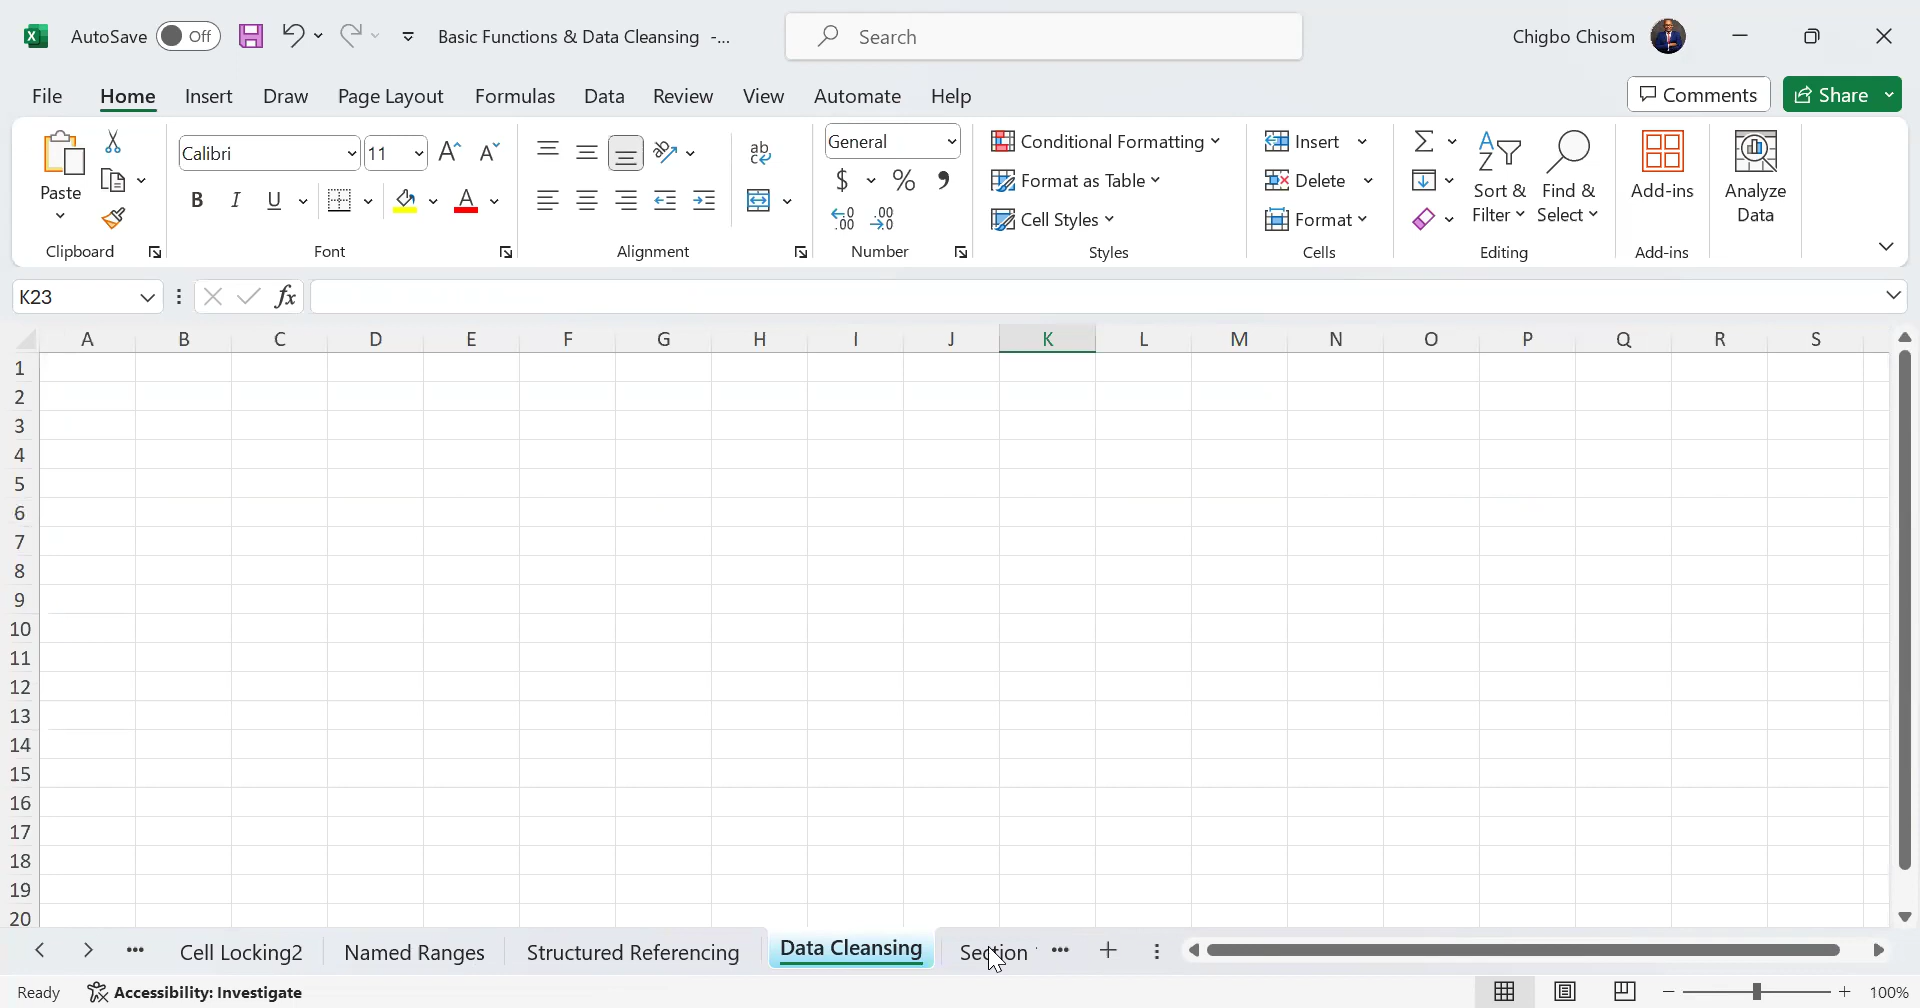 AutoSave Off Basic Functions & Data Cleansing -... Search Chigbo Chisom
File Home Insert Draw Page Layout Formulas Data Review View Automate Help Comments Share
Paste
Clipboard
Calibri 11
B I U A
Font
ab
c
Alignment
General
$ % ,
Number
Conditional Formatting
Format as Table
Cell Styles
Styles
Insert
Delete
Format
Cells
Sort &
Filter
Find &
Select
Editing
Add-ins
Add-ins
Analyze
Data
K23 fx
A B C D E F G H I J K L M N O P Q R S
1
2
3
4
5
6
7
8
9
10
11
12
13
14
15
16
17
18
19
20
Cell Locking2 Named Ranges Structured Referencing Data Cleansing Section
Ready Accessibility: Investigate 100%